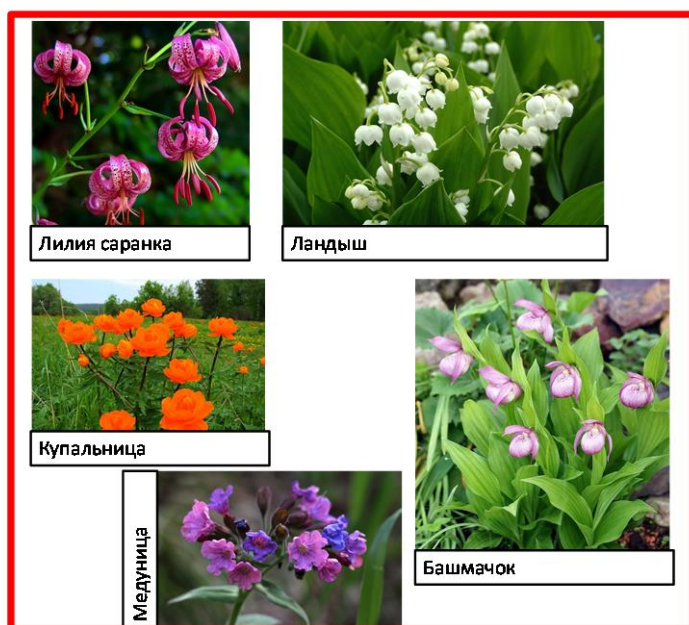 Лилия саранка
Ландыш
Купальница
Медуница
Башмачок